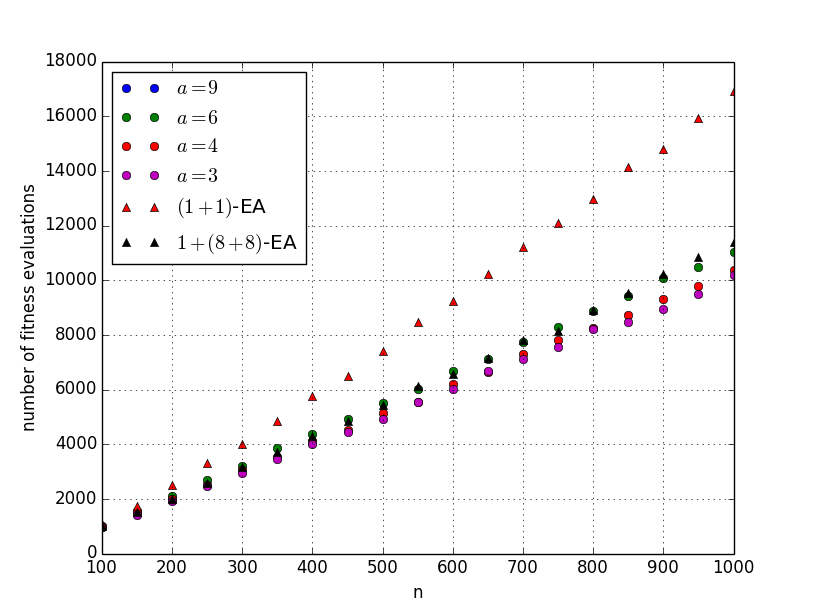 18000
16000
14000
12000
10000
8000
6000
4000
2000
0
number of fitness evaluations
a = 9
a = 6
a = 4
a = 3
(1+1)-EA
1+(8+8)-EA
100 200 300 400 500 600 700 800 900 1000
n